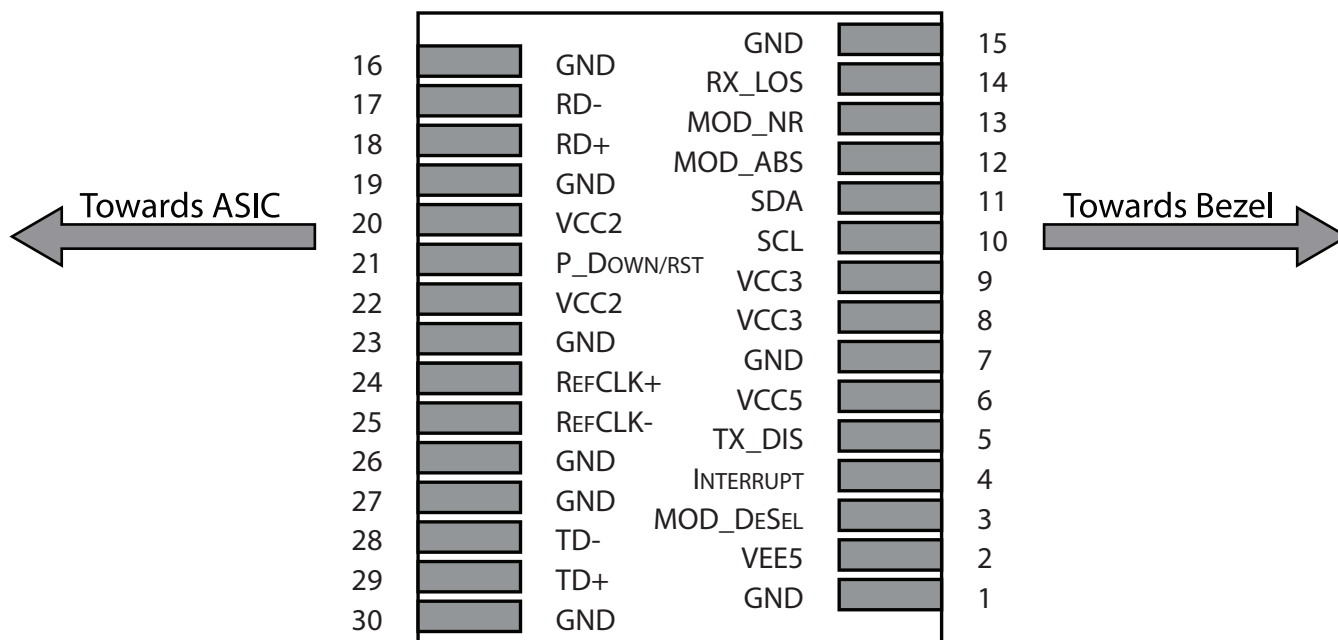 GND 15
16 GND
RX_LOS 14
17 RD-
MOD_NR 13
18 RD+
MOD_ABS 12
19 GND
SDA 11
Towards ASIC
Towards Bezel
20 VCC2
SCL 10
21 P_DOWN/RST
VCC3 9
22 VCC2
VCC3 8
23 GND
GND 7
24 REFCLK+
VCC5 6
25 REFCLK-
TX_DIS 5
26 GND
INTERRUPT 4
27 GND
MOD_DESEL 3
28 TD-
VEE5 2
29 TD+
GND 1
30 GND